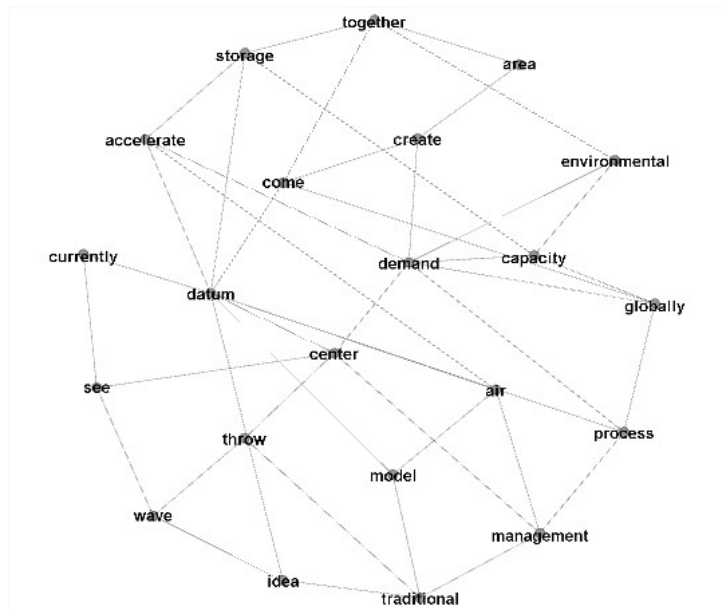 together
storage
area
accelerate
create
environmental
come
currently
demand
capacity
datum
globally
center
see
air
throw
process
model
wave
management
idea
traditional